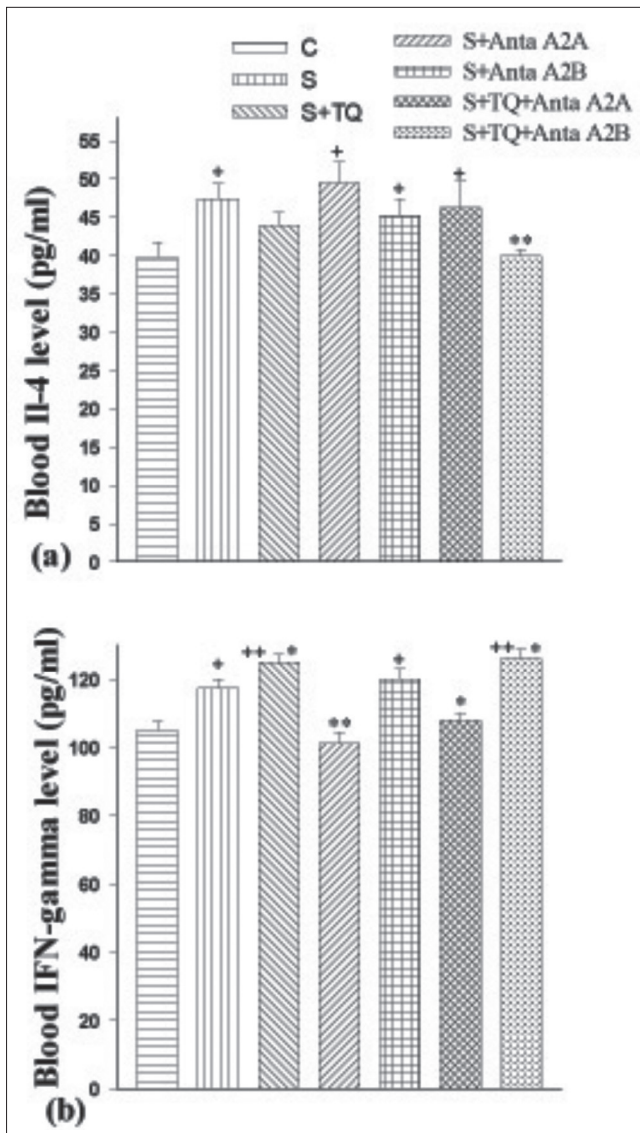 C
S
S+TQ
S+Anta A2A
S+Anta A2B
S+TQ+Anta A2A
S+TQ+Anta A2B
Blood Il-4 level (pg/ml)
55
50
45
40
35
30
25
20
15
10
5
0
+
+
+
+
**
(a)
Blood IFN-gamma level (pg/ml)
120
100
80
60
40
20
0
+
++ *
**
+
*
++ *
(b)